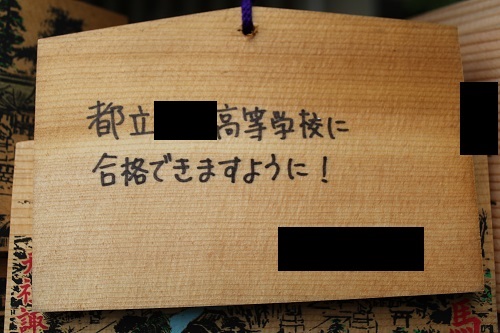 都立 高等学校に
合格できますように!